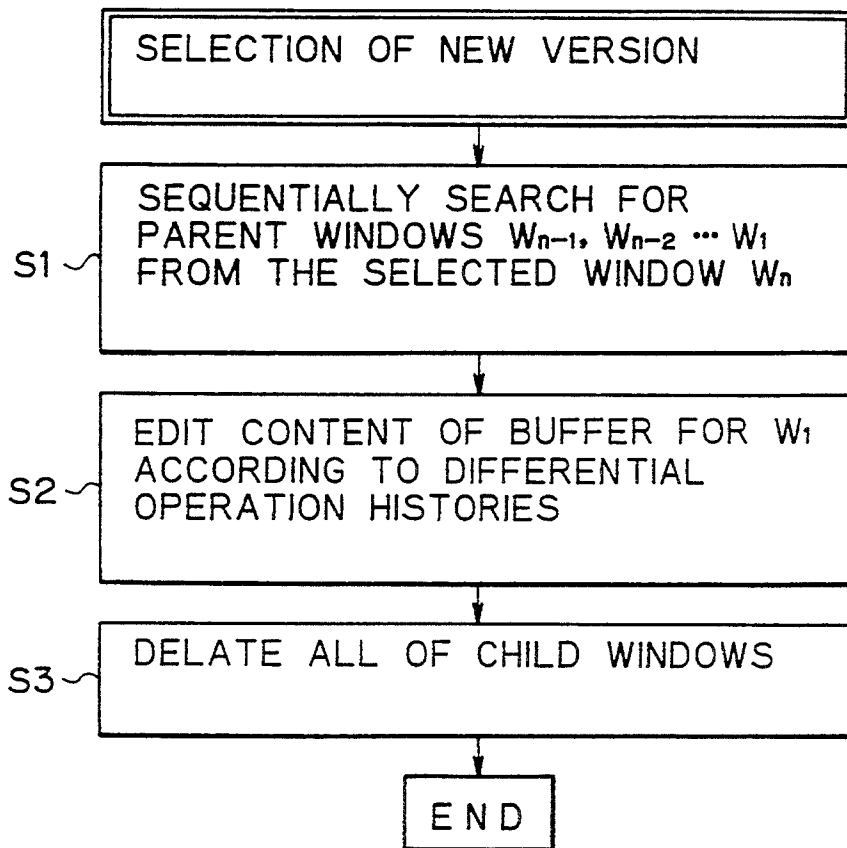 SELECTION OF NEW VERSION
S1
SEQUENTIALLY SEARCH FOR
PARENT WINDOWS Wn-1, Wn-2 ··· W1
FROM THE SELECTED WINDOW Wn
S2
EDIT CONTENT OF BUFFER FOR W1
ACCORDING TO DIFFERENTIAL
OPERATION HISTORIES
S3
DELATE ALL OF CHILD WINDOWS
END